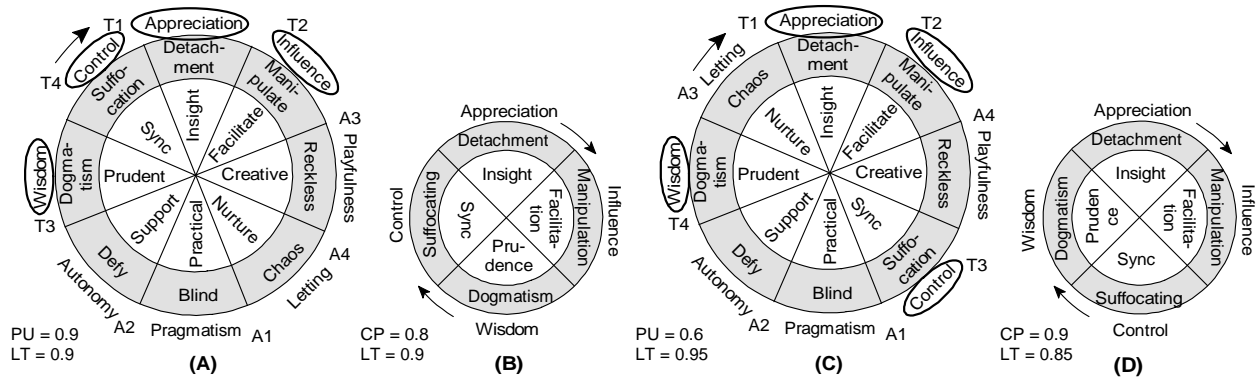 T1
Appreciation
T2
Control
Influence
T4
Detach-
ment
Suffo-
cation
Mani-
pulate
Insight
Sync
Facilitate
A3
Playfulness
Wisdom
Dogma-
tism
Prudent
Creative
Reckless
T3
Support
Practical
Nurture
Defy
Blind
Chaos
A4
Letting
Autonomy
A2
Pragmatism
A1
PU = 0.9
LT = 0.9
(A)
Appreciation
Detachment
Insight
Control
Suffocating
Sync
Facilita-
tion
Manipulation
Influence
Pru-
dence
Dogmatism
Wisdom
CP = 0.8
LT = 0.9
(B)
T1
Appreciation
T2
Letting
Influence
A3
Detach-
ment
Chaos
Mani-
pulate
Insight
Nurture
Facilitate
A4
Playfulness
Wisdom
Dogma-
tism
Prudent
Creative
Reckless
T4
Support
Practical
Sync
Defy
Blind
Suffo-
cation
T3
Control
Autonomy
A2
Pragmatism
A1
PU = 0.6
LT = 0.95
(C)
Appreciation
Detachment
Insight
Wisdom
Dogmatism
Pruden
ce
Facilita-
tion
Manipulation
Influence
Sync
Suffocating
Control
CP = 0.9
LT = 0.85
(D)